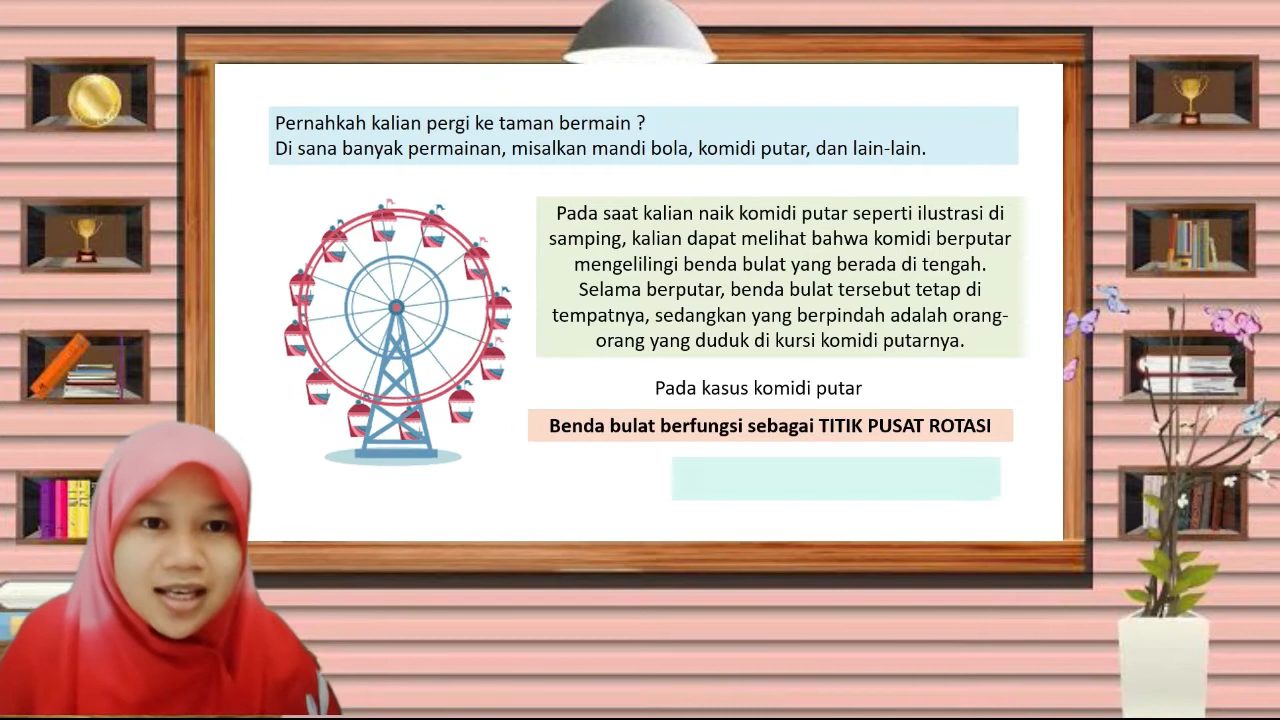 Pernahkah kalian pergi ke taman bermain ?
Di sana banyak permainan, misalkan mandi bola, komidi putar, dan lain-lain.
Pada saat kalian naik komidi putar seperti ilustrasi di
samping, kalian dapat melihat bahwa komidi berputar
mengelilingi benda bulat yang berada di tengah.
Selama berputar, benda bulat tersebut tetap di
tempatnya, sedangkan yang berpindah adalah orang-
orang yang duduk di kursi komidi putarnya.
Pada kasus komidi putar
Benda bulat berfungsi sebagai TITIK PUSAT ROTASI